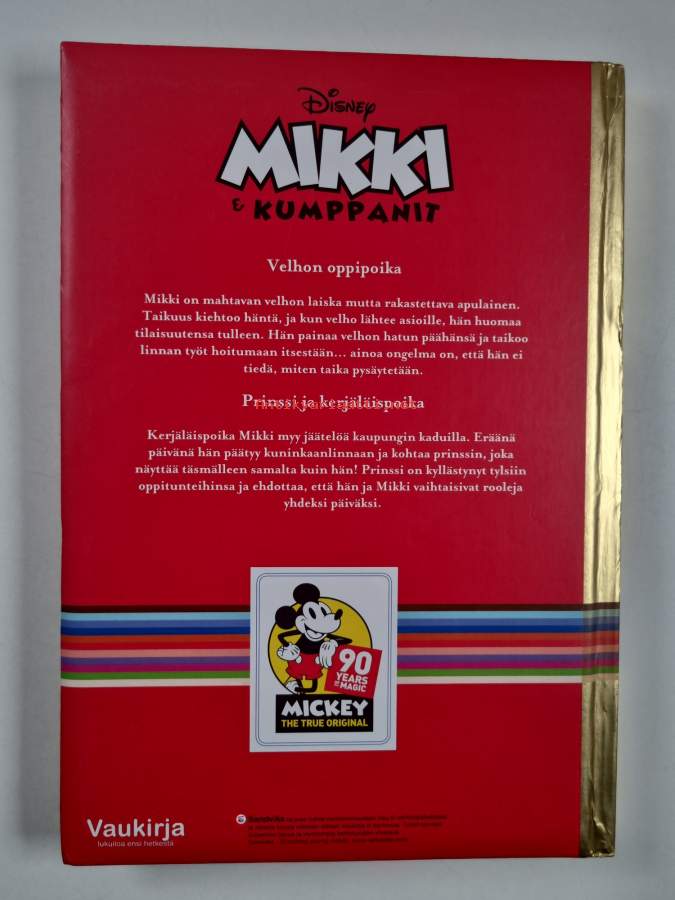 Disney
MIKKI
& KUMPPANIT
Velhon oppipoika
Mikki on mahtavan velhon laiska mutta rakastettava apulainen.
Taikuus kiehtoo häntä, ja kun velho lähtee asioille, hän huomaa
tilaisuutensa tulleen. Hän painaa velhon hatun päähänsä ja taikoo
linnan työt hoitumaan itsestään... ainoa ongelma on, että hän ei
tiedä, miten taika pysäytetään.
Prinssi ja kerjäläispoika
Kerjäläispoika Mikki myy jäätelöä kaupungin kaduilla. Eräänä
päivänä hän päätyy kuninkaanlinnaan ja kohtaa prinssin, joka
näyttää täsmälleen samalta kuin hän! Prinssi on kyllästynyt tylsiin
oppitunteihinsa ja ehdottaa, että hän ja Mikki vaihtaisivat rooleja
yhdeksi päiväksi.
90
YEARS
OF MAGIC
MICKEY
THE TRUE ORIGINAL
Vaukirja
lukuiloa ensi hetkestä